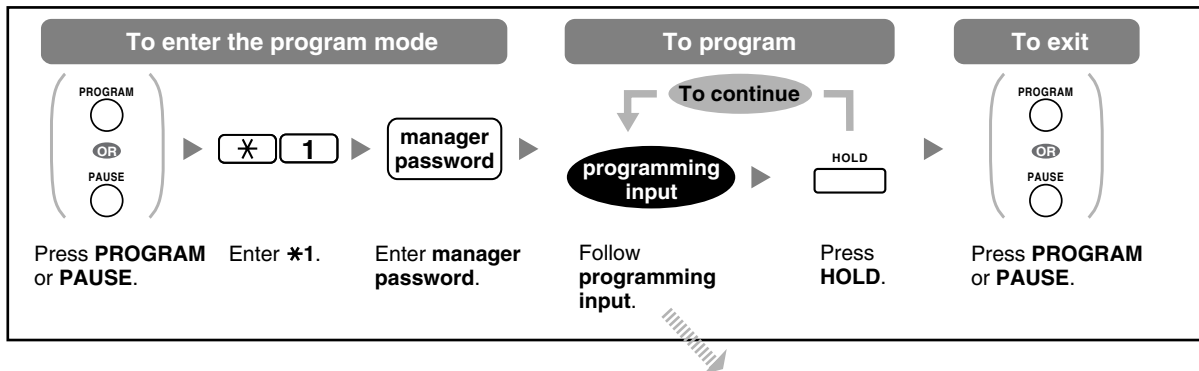 To enter the program mode
To program
To exit
PROGRAM
OR
PAUSE
✱
1
manager
password
To continue
programming
input
HOLD
PROGRAM
OR
PAUSE
Press PROGRAM
or PAUSE.
Enter ✱1.
Enter manager
password.
Follow
programming
input.
Press
HOLD.
Press PROGRAM
or PAUSE.